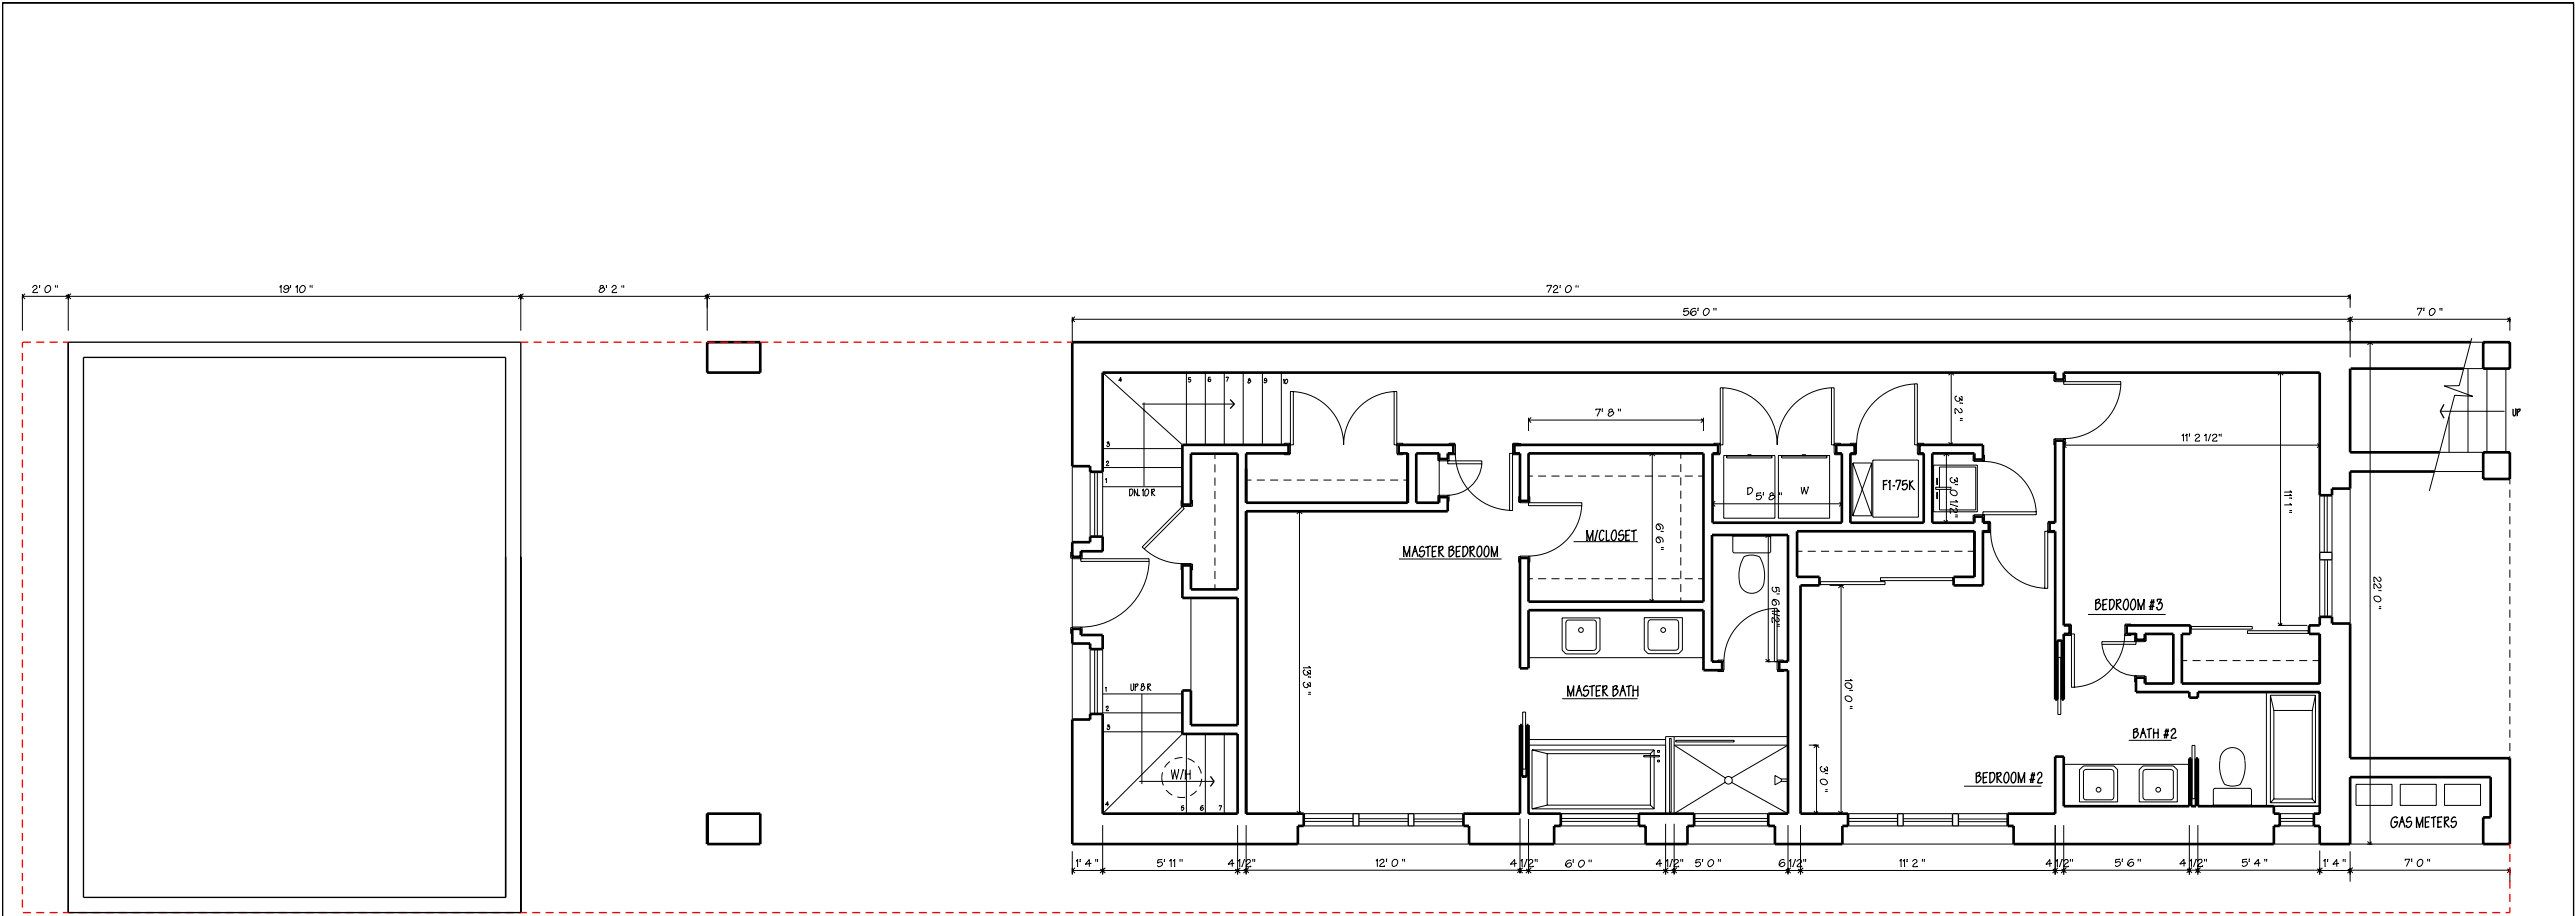 2' 0"
19' 10"
8' 2"
72' 0"
56' 0"
7' 0"
4
5
6
7
8
9
10
3
2
1
DN. 10 R
7' 8"
3' 2"
11' 2 1/2"
UP
D
5' 8"
W
F1-75K
3' 0 1/2"
11' 1"
MASTER BEDROOM
M/CLOSET
6' 6"
5' 6 1/2"
22' 0"
BEDROOM #3
13' 3"
MASTER BATH
10' 0"
1
UP 8 R
2
3
BATH #2
W/H
3' 0"
BEDROOM #2
4
5
6
7
GAS METERS
1' 4"
5' 11"
4 1/2"
12' 0"
4 1/2"
6' 0"
4 1/2"
5' 0"
6 1/2"
11' 2"
4 1/2"
5' 6"
4 1/2"
5' 4"
1' 4"
7' 0"